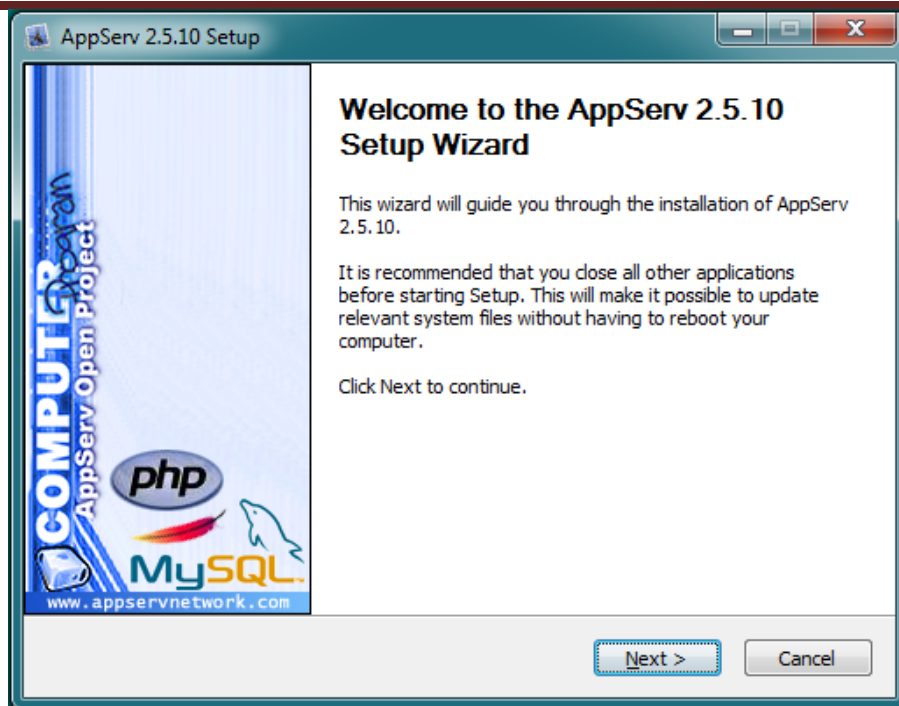 AppServ 2.5.10 Setup
Welcome to the AppServ 2.5.10
Setup Wizard
This wizard will guide you through the installation of AppServ
2.5.10.
It is recommended that you close all other applications
before starting Setup. This will make it possible to update
relevant system files without having to reboot your
computer.
Click Next to continue.
COMPUTER
Program
AppServ Open Project
php
MySQL
www.appservnetwork.com
Next >
Cancel